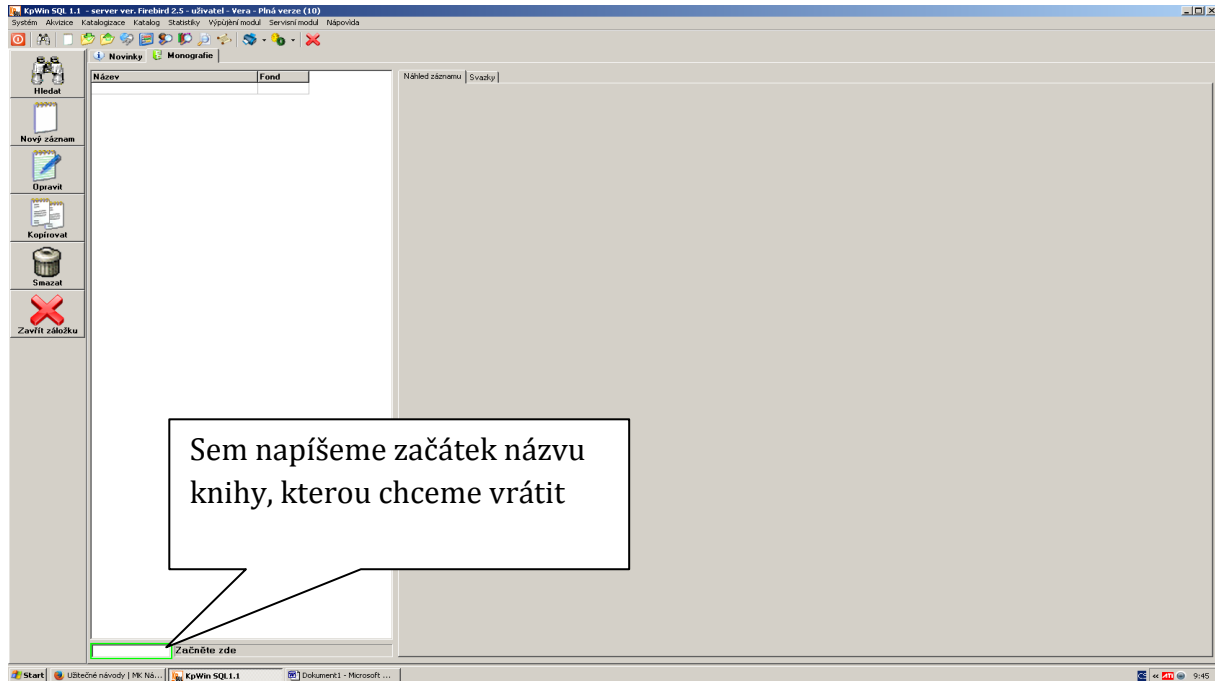 KpWin SQL 1.1 - server ver. Firebird 2.5 - uživatel - Vera - Plná verze (10)
Systém Akvizice Katalogizace Katalog Statistiky Výpůjční modul Servisní modul Nápovida
Novinky Monografie
Hledat
Název Fond
Náhled záznamu Svazky
Nový záznam
Opravit
Kopírovat
Smazat
Zavřít záložku
Sem napíšeme začátek názvu
knihy, kterou chceme vrátit
Začněte zde
Start Užitečné návody | MK Ná... KpWin SQL1.1 Dokument1 - Microsoft ... CS « ATI 9:45